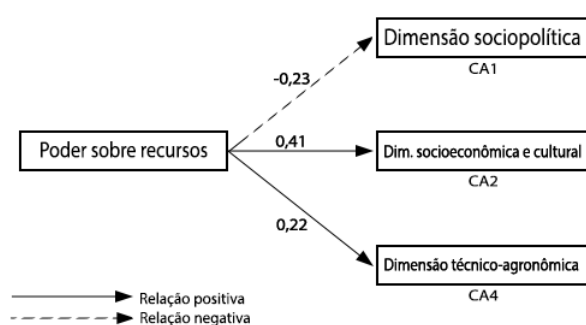 Dimensão sociopolítica
CA1
-0,23
Poder sobre recursos
0,41
Dim. socioeconômica e cultural
CA2
0,22
Dimensão técnico-agronômica
CA4
Relação positiva
Relação negativa